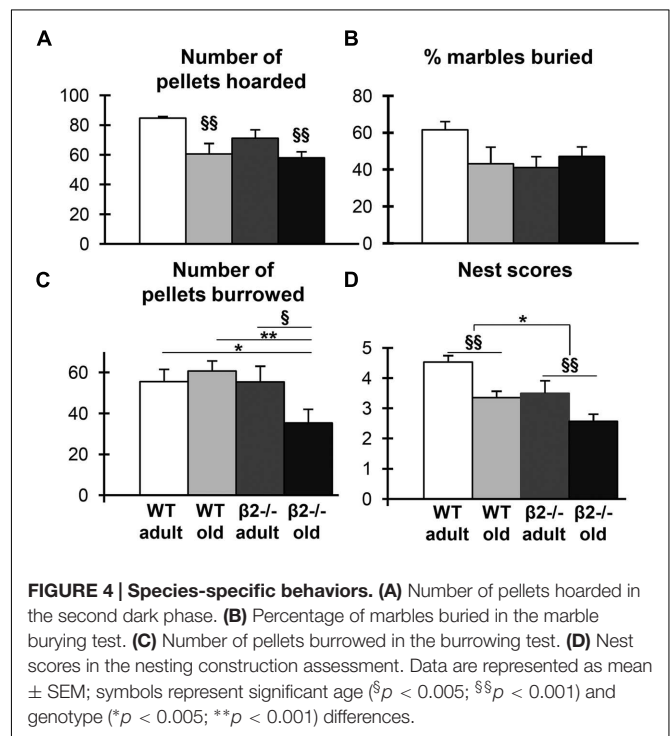 A
Number of
pellets hoarded
100
80
60
40
20
0
§§
§§
B
% marbles buried
80
60
40
20
0
C
Number of
pellets burrowed
§
**
*
60
40
20
0
WT
adult
WT
old
β2-/-
adult
β2-/-
old
D
Nest scores
*
§§
§§
5
4
3
2
1
0
WT
adult
WT
old
β2-/-
adult
β2-/-
old
FIGURE 4 | Species-specific behaviors. (A) Number of pellets hoarded in
the second dark phase. (B) Percentage of marbles buried in the marble
burying test. (C) Number of pellets burrowed in the burrowing test. (D) Nest
scores in the nesting construction assessment. Data are represented as mean
± SEM; symbols represent significant age (§p < 0.005; §§p < 0.001) and
genotype (*p < 0.005; **p < 0.001) differences.